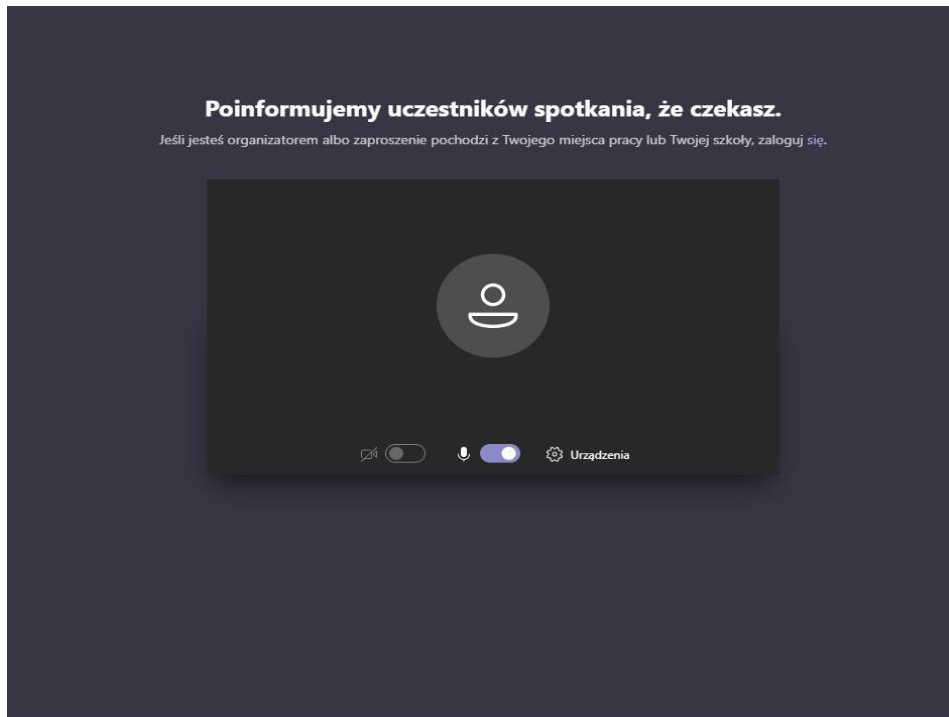 Poinformujemy uczestników spotkania, że czekasz.
Jeśli jesteś organizatorem albo zaproszenie pochodzi z Twojego miejsca pracy lub Twojej szkoły, zaloguj się.
Urządzenia